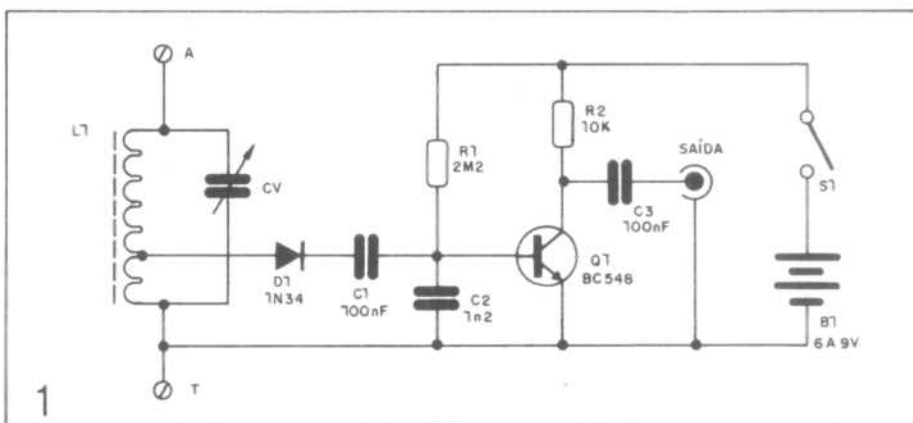 A
L1
CV
R1
2M2
R2
10K
SAÍDA
C3
100nF
S1
D1
1N34
C1
100nF
C2
1n2
Q1
BC548
B1
6 A 9V
T
1